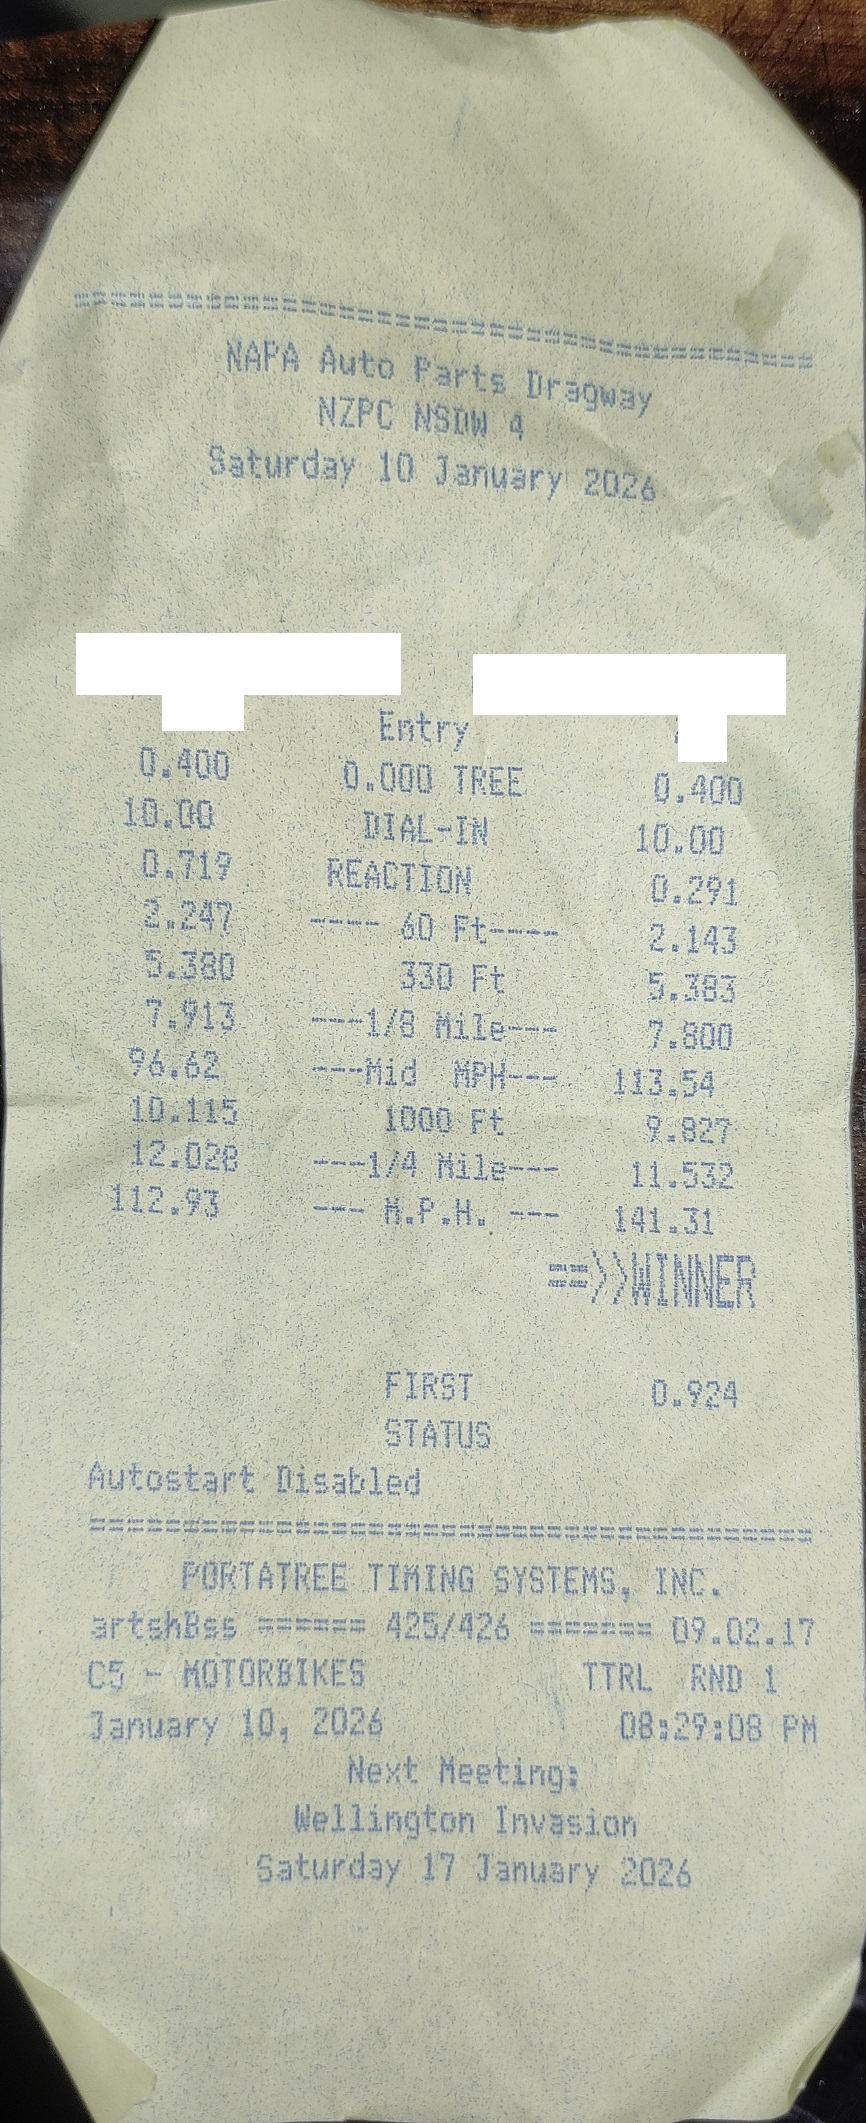 ===================================
NAPA Auto Parts Dragway
NZPC NSDW 4
Saturday 10 January 2026
Entry
0.400 0.000 TREE 0.400
10.00 DIAL-IN 10.00
0.719 REACTION 0.291
2.247 ---- 60 Ft---- 2.143
5.380 330 Ft 5.383
7.913 ---1/8 Mile--- 7.800
96.62 ---Mid MPH--- 113.54
10.115 1000 Ft 9.827
12.028 ---1/4 Mile--- 11.532
112.93 --- M.P.H. --- 141.31
==>>WINNER
FIRST 0.924
STATUS
Autostart Disabled
===================================
PORTATREE TIMING SYSTEMS, INC.
artshBss ====== 425/426 ======= 09.02.17
C5 - MOTORBIKES TTRL RND 1
January 10, 2026 08:29:08 PM
Next Meeting:
Wellington Invasion
Saturday 17 January 2026